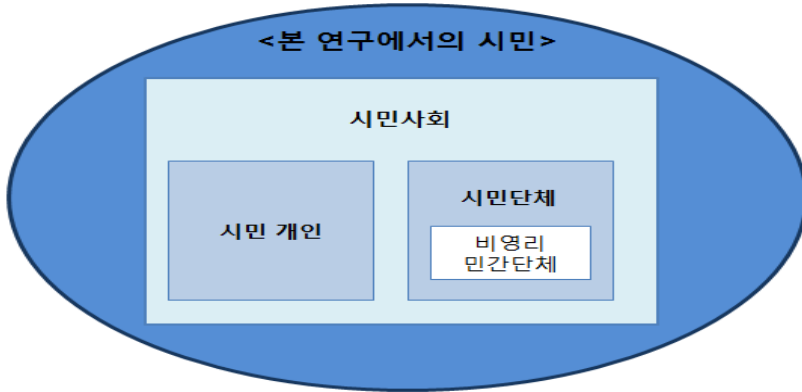 <본 연구에서의 시민>
시민사회
시민 개인
시민단체
비영리
민간단체